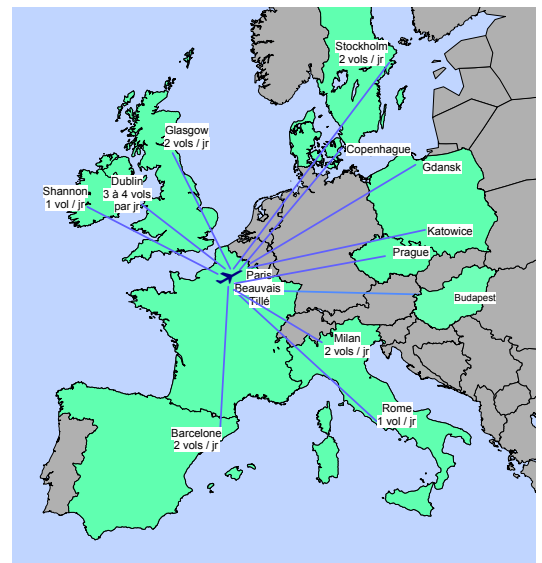 Stockholm
2 vols / jr
Glasgow
2 vols / jr
Copenhague
Gdansk
Dublin
3 à 4 vols
par jr
Shannon
1 vol / jr
Katowice
Prague
Paris
Beauvais
Tillé
Budapest
Milan
2 vols / jr
Rome
1 vol / jr
Barcelone
2 vols / jr